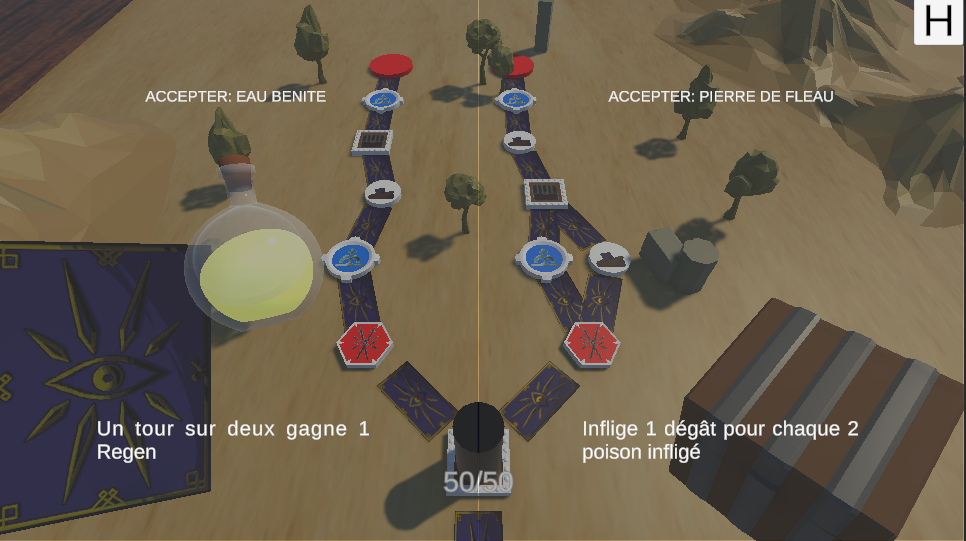 H
ACCEPTER: EAU BENITE
ACCEPTER: PIERRE DE FLEAU
Un tour sur deux gagne 1
Regen
Inflige 1 dégât pour chaque 2
poison infligé
50/50